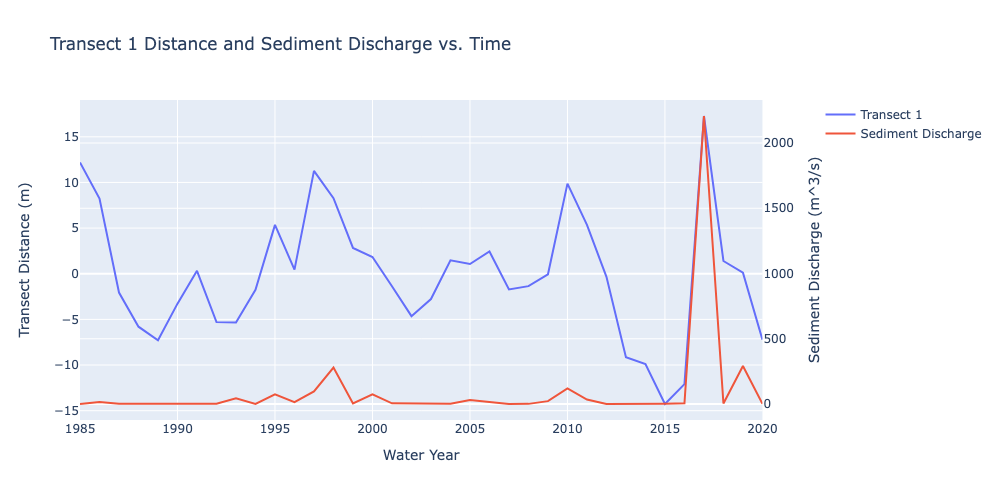 Transect 1 Distance and Sediment Discharge vs. Time
Transect 1
Sediment Discharge
Transect Distance (m)
15
10
5
0
−5
−10
−15
2000
1500
1000
500
0
Sediment Discharge (m^3/s)
1985 1990 1995 2000 2005 2010 2015 2020
Water Year